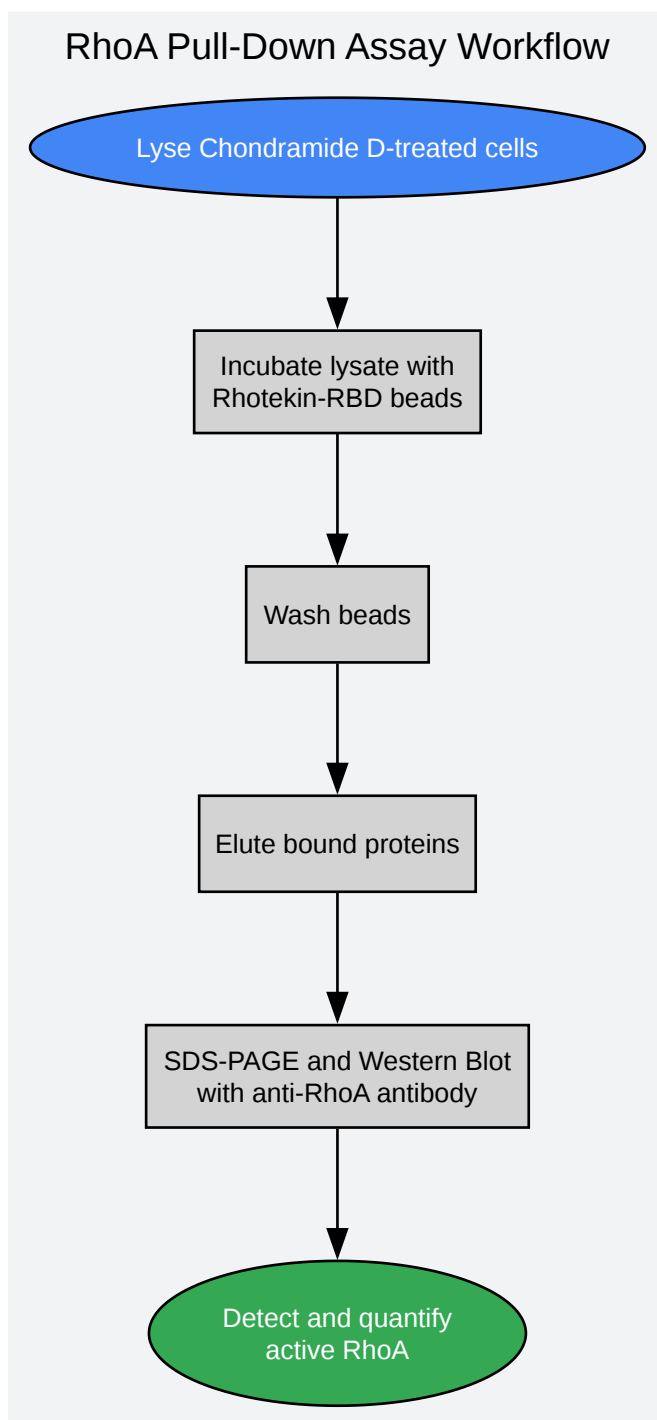 RhoA Pull-Down Assay Workflow
Lyse Chondramide D-treated cells
Incubate lysate with
Rhotekin-RBD beads
Wash beads
Elute bound proteins
SDS-PAGE and Western Blot
with anti-RhoA antibody
Detect and quantify
active RhoA